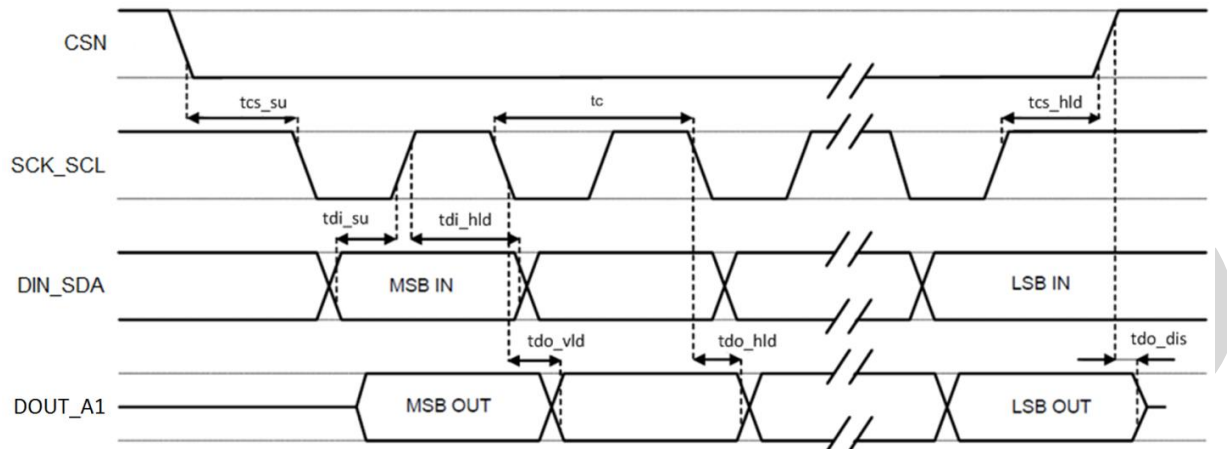 CSN
tcs_su
tc
tcs_hld
SCK_SCL
tdi_su
tdi_hld
DIN_SDA
MSB IN
LSB IN
tdo_vld
tdo_hld
tdo_dis
DOUT_A1
MSB OUT
LSB OUT